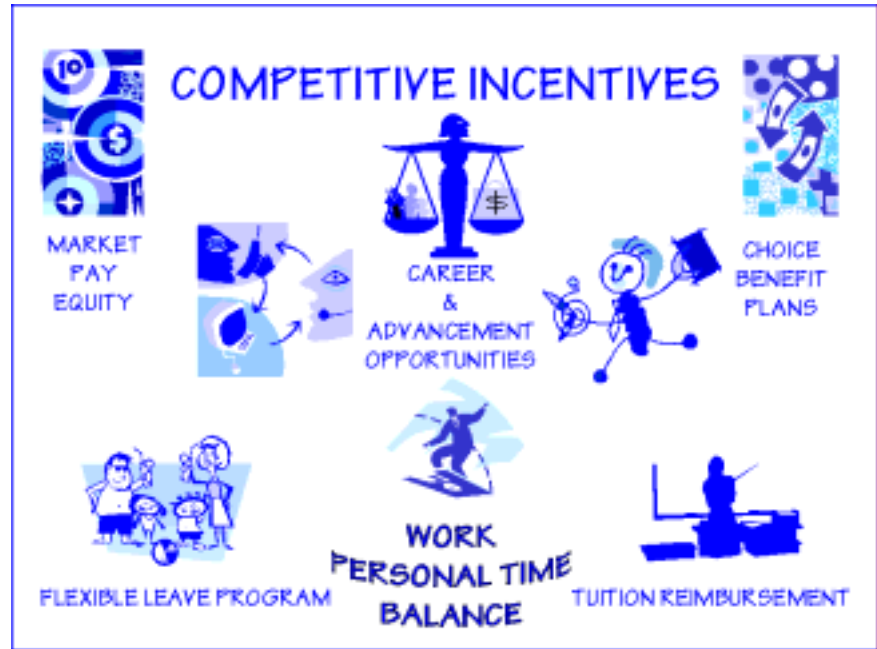 COMPETITIVE INCENTIVES
10
$
$
MARKET
PAY
EQUITY
CAREER
&
ADVANCEMENT
OPPORTUNITIES
CHOICE
BENEFIT
PLANS
FLEXIBLE LEAVE PROGRAM
WORK
PERSONAL TIME
BALANCE
TUITION REIMBURSEMENT